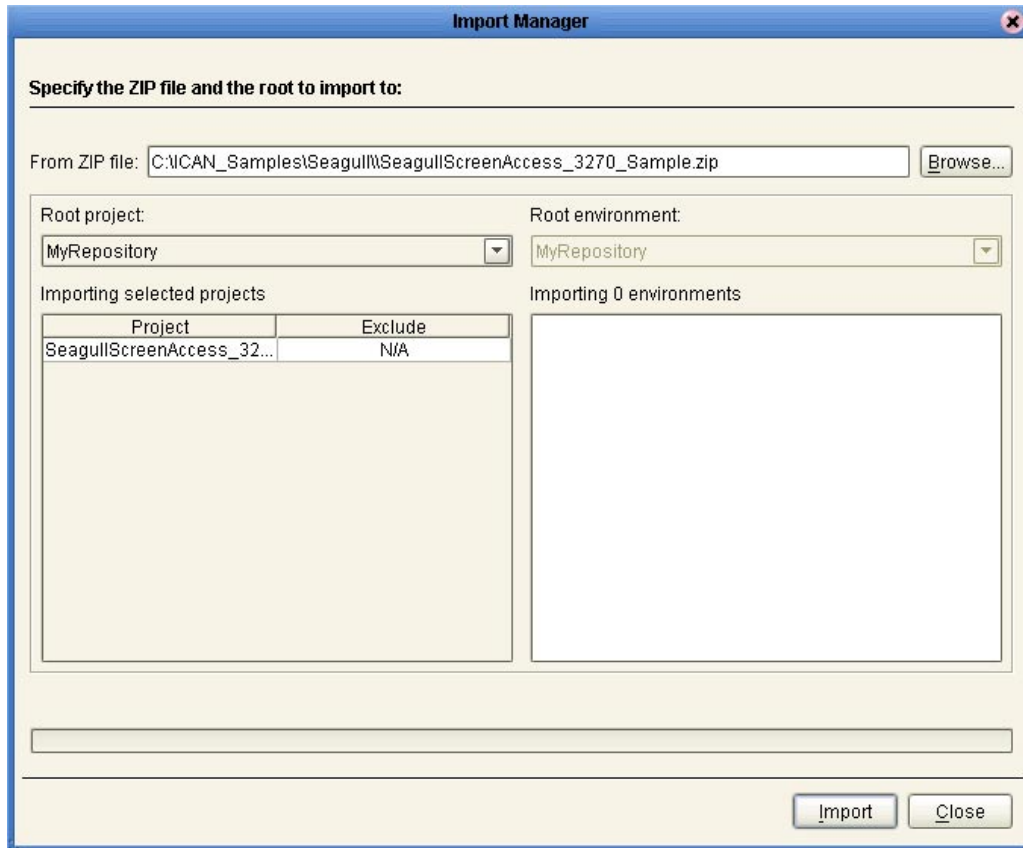 Import Manager
Specify the ZIP file and the root to import to:
From ZIP file: C:\ICAN_Samples\Seagull\\SeagullScreenAccess_3270_Sample.zip Browse...
Root project: Root environment:
MyRepository MyRepository
Importing selected projects Importing 0 environments
Project Exclude
SeagullScreenAccess_32... N/A
Import Close